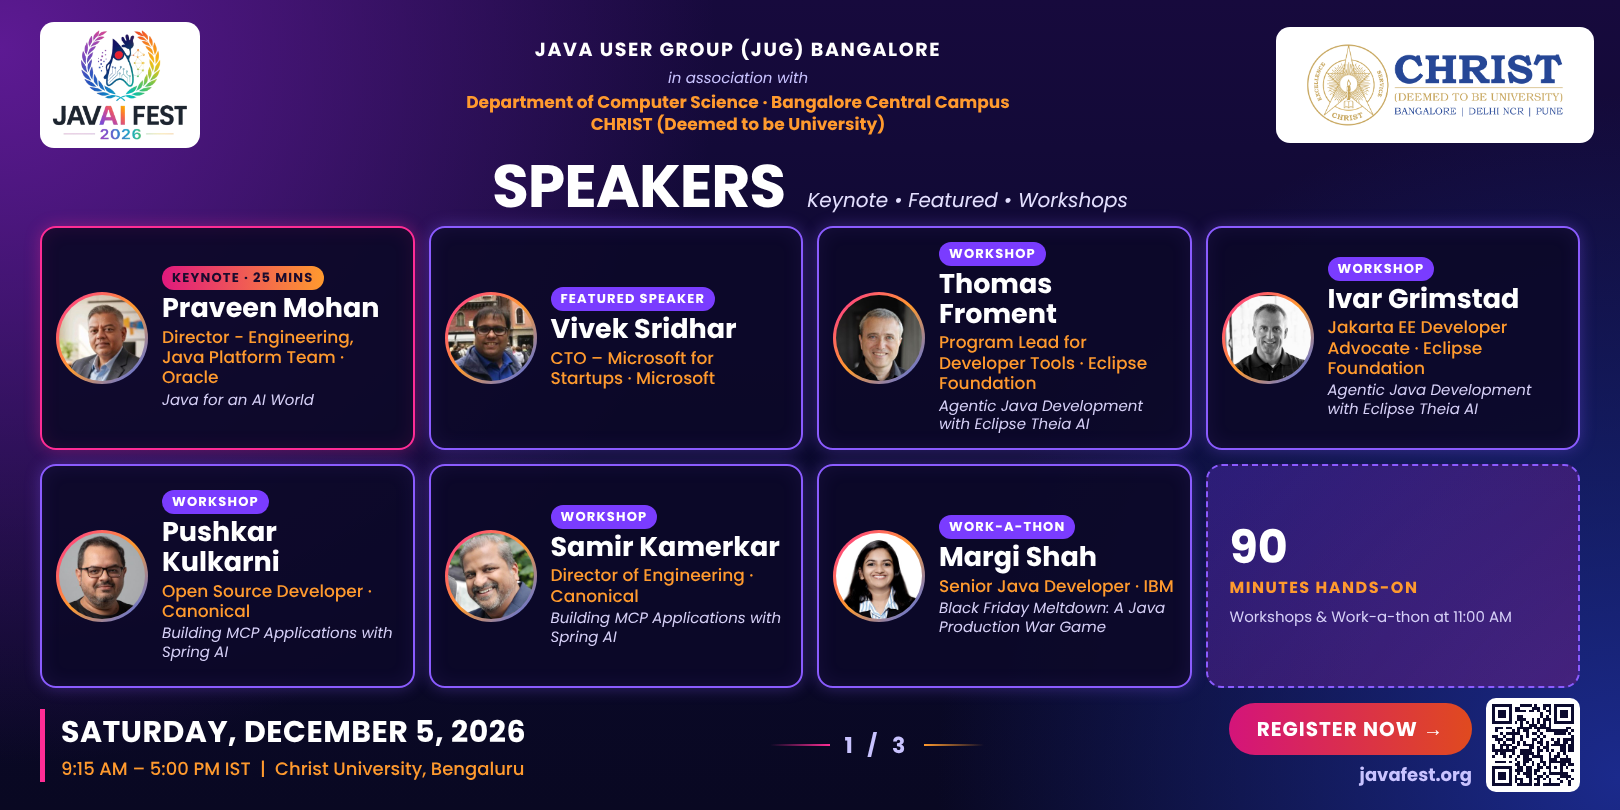 JAVAI FEST
2026
JAVA USER GROUP (JUG) BANGALORE
in association with
Department of Computer Science · Bangalore Central Campus
CHRIST (Deemed to be University)
EXCELLENCE
SERVICE
CHRIST
CHRIST
(DEEMED TO BE UNIVERSITY)
BANGALORE | DELHI NCR | PUNE
SPEAKERS Keynote • Featured • Workshops
KEYNOTE · 25 MINS
Praveen Mohan
Director - Engineering,
Java Platform Team ·
Oracle
Java for an AI World
FEATURED SPEAKER
Vivek Sridhar
CTO – Microsoft for
Startups · Microsoft
WORKSHOP
Thomas
Froment
Program Lead for
Developer Tools · Eclipse
Foundation
Agentic Java Development
with Eclipse Theia AI
WORKSHOP
Ivar Grimstad
Jakarta EE Developer
Advocate · Eclipse
Foundation
Agentic Java Development
with Eclipse Theia AI
WORKSHOP
Pushkar
Kulkarni
Open Source Developer ·
Canonical
Building MCP Applications with
Spring AI
WORKSHOP
Samir Kamerkar
Director of Engineering ·
Canonical
Building MCP Applications with
Spring AI
WORK-A-THON
Margi Shah
Senior Java Developer · IBM
Black Friday Meltdown: A Java
Production War Game
90
MINUTES HANDS-ON
Workshops & Work-a-thon at 11:00 AM
SATURDAY, DECEMBER 5, 2026
9:15 AM – 5:00 PM IST | Christ University, Bengaluru
1 / 3
REGISTER NOW →
javafest.org